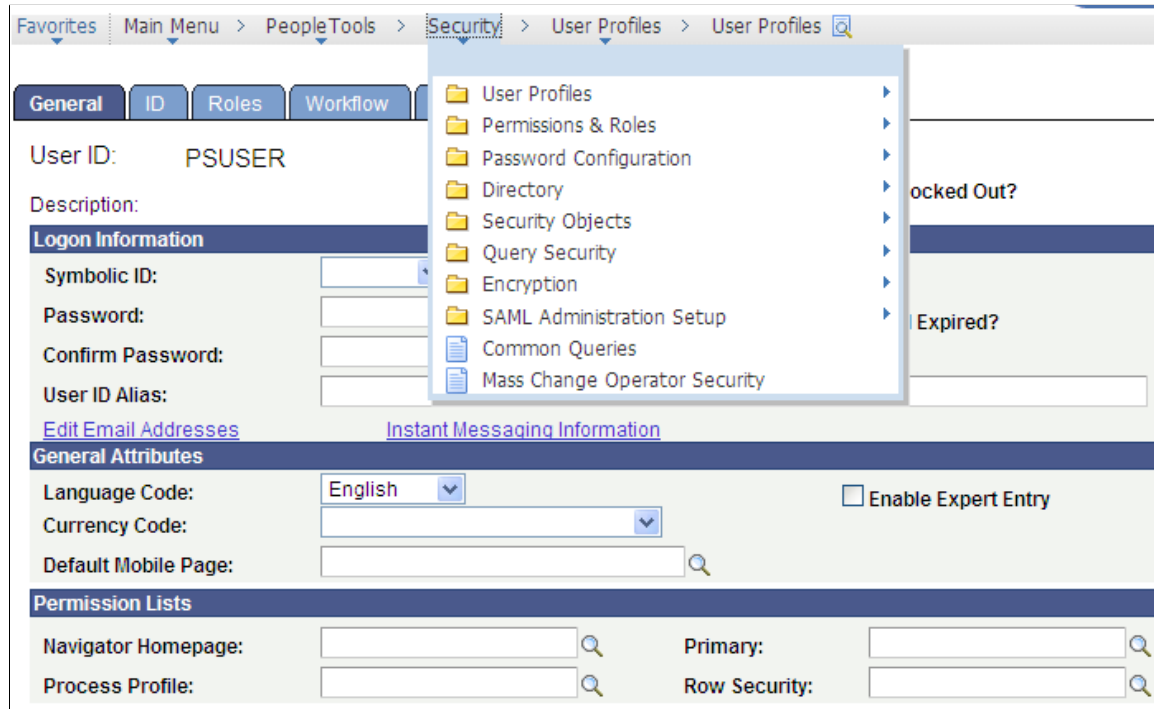 Favorites Main Menu > PeopleTools > Security > User Profiles > User Profiles
User Profiles
Permissions & Roles
Password Configuration
Directory
Security Objects
Query Security
Encryption
SAML Administration Setup
Common Queries
Mass Change Operator Security
General ID Roles Workflow
User ID: PSUSER
ocked Out?
Description:
Logon Information
Symbolic ID:
Password:
Expired?
Confirm Password:
User ID Alias:
Edit Email Addresses Instant Messaging Information
General Attributes
Language Code: English
Enable Expert Entry
Currency Code:
Default Mobile Page:
Permission Lists
Navigator Homepage: Primary:
Process Profile: Row Security: